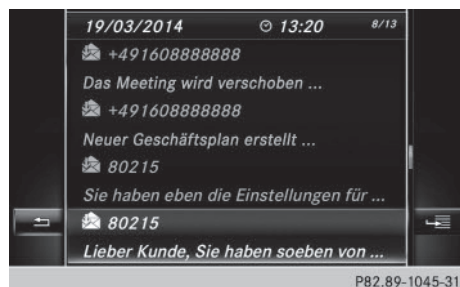 19/03/2014 13:20 8/13
+491608888888
Das Meeting wird verschoben ...
+491608888888
Neuer Geschäftsplan erstellt ...
80215
Sie haben eben die Einstellungen für ...
80215
Lieber Kunde, Sie haben soeben von ...
P82.89-1045-31